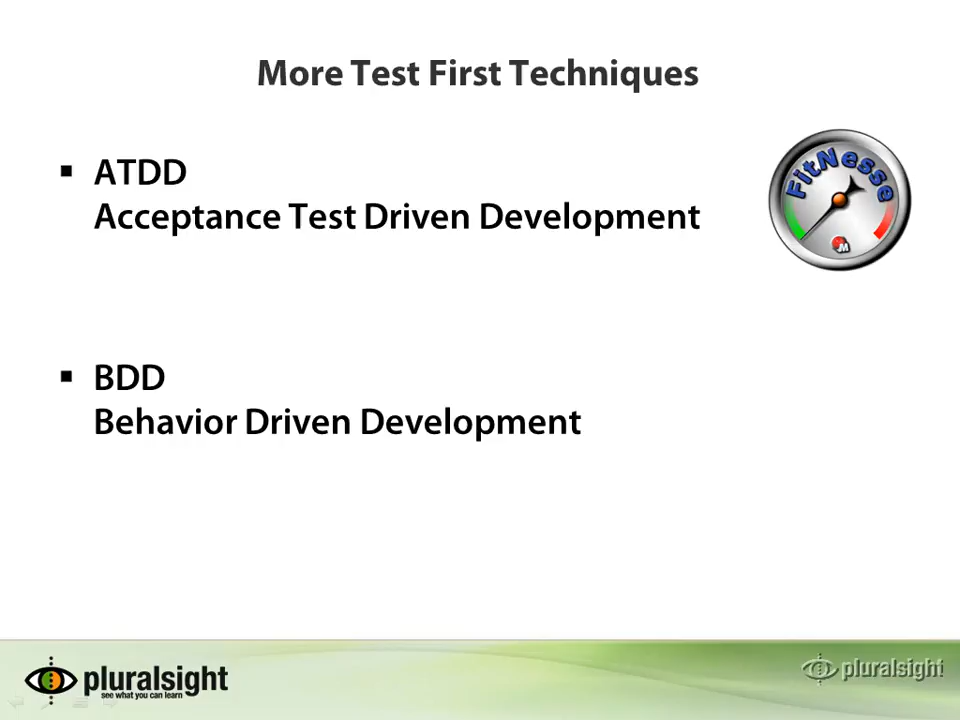 More Test First Techniques
▪ ATDD
Acceptance Test Driven Development
FitNesse
M
▪ BDD
Behavior Driven Development
pluralsight
see what you can learn
pluralsight